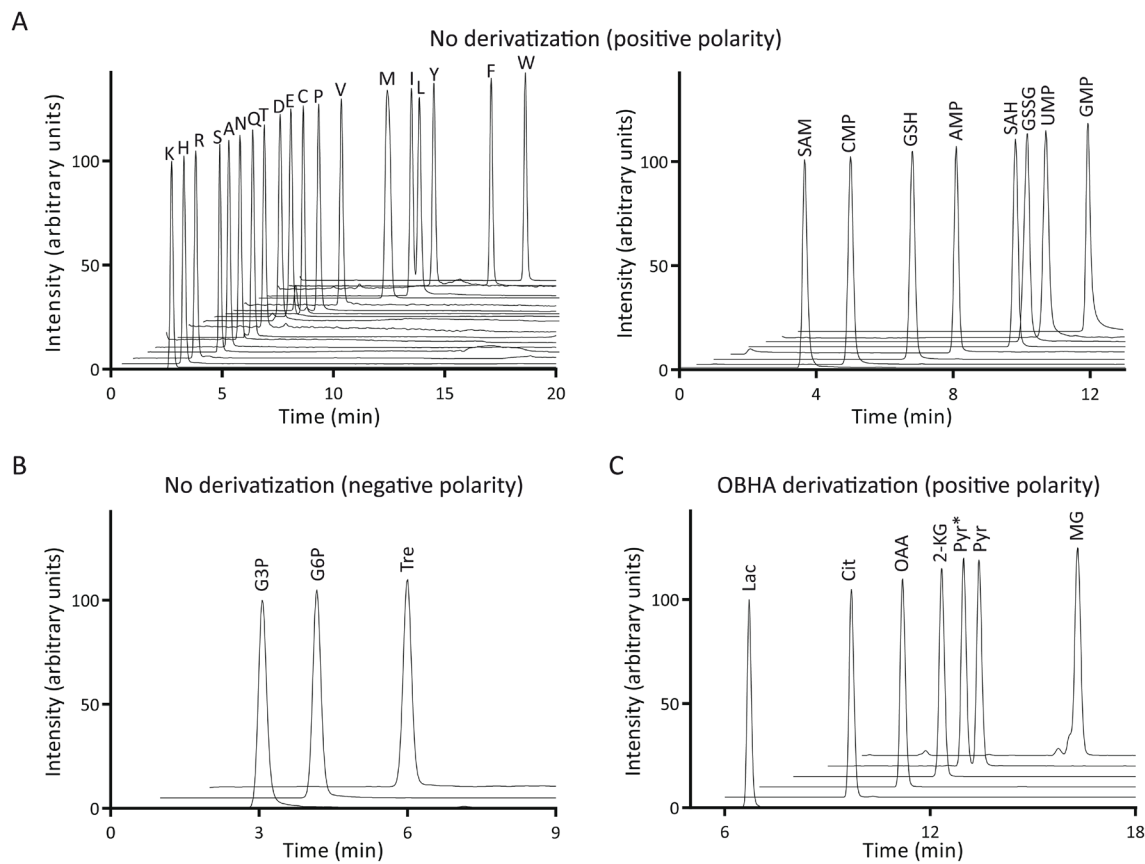 A
No derivatization (positive polarity)
K H R S A N Q T D E C P V M I L Y F W
Intensity (arbitrary units)
100
50
0
0 5 10 15 20
Time (min)
SAM CMP GSH AMP SAH GSSG UMP GMP
Intensity (arbitrary units)
100
50
0
0 4 8 12
Time (min)
B
No derivatization (negative polarity)
G3P G6P Tre
Intensity (arbitrary units)
100
50
0
0 3 6 9
Time (min)
C
OBHA derivatization (positive polarity)
Lac Cit OAA 2-KG Pyr* Pyr MG
Intensity (arbitrary units)
100
50
0
6 12 18
Time (min)